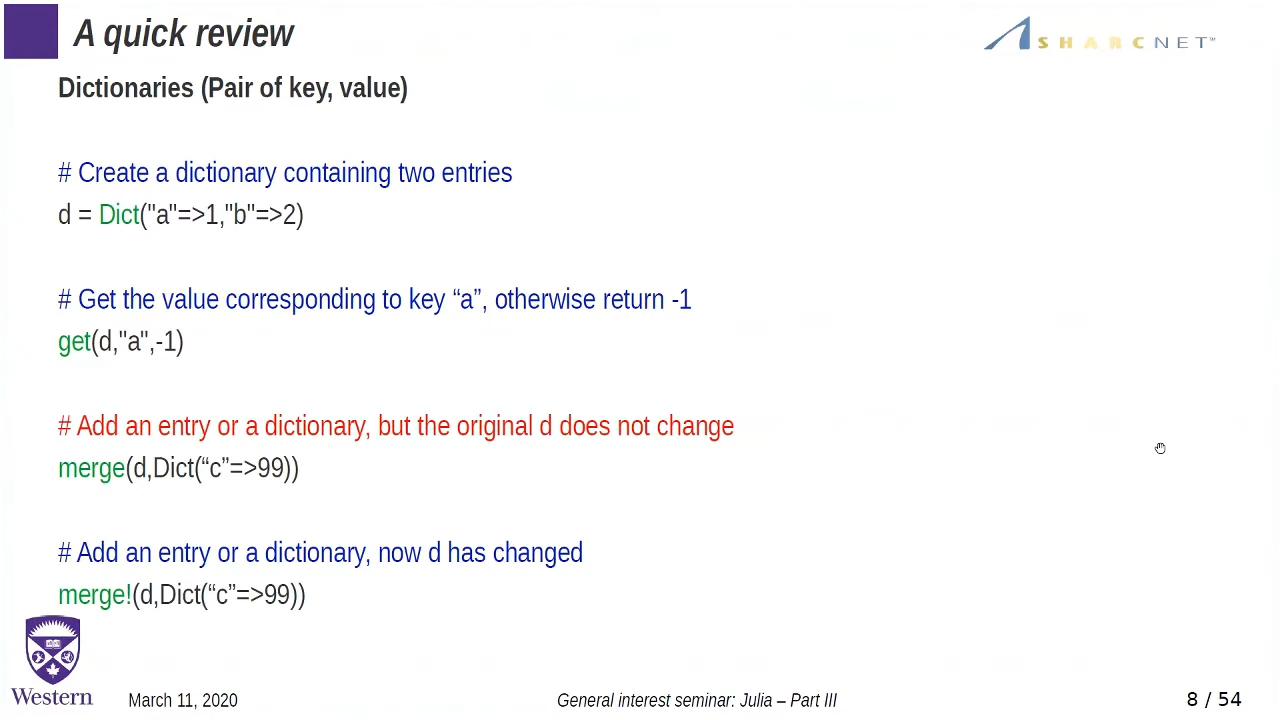 A quick review
SHARCNET™
Dictionaries (Pair of key, value)
# Create a dictionary containing two entries
d = Dict("a"=>1,"b"=>2)
# Get the value corresponding to key “a”, otherwise return -1
get(d,"a",-1)
# Add an entry or a dictionary, but the original d does not change
merge(d,Dict(“c”=>99))
# Add an entry or a dictionary, now d has changed
merge!(d,Dict(“c”=>99))
Western
March 11, 2020
General interest seminar: Julia – Part III
8 / 54